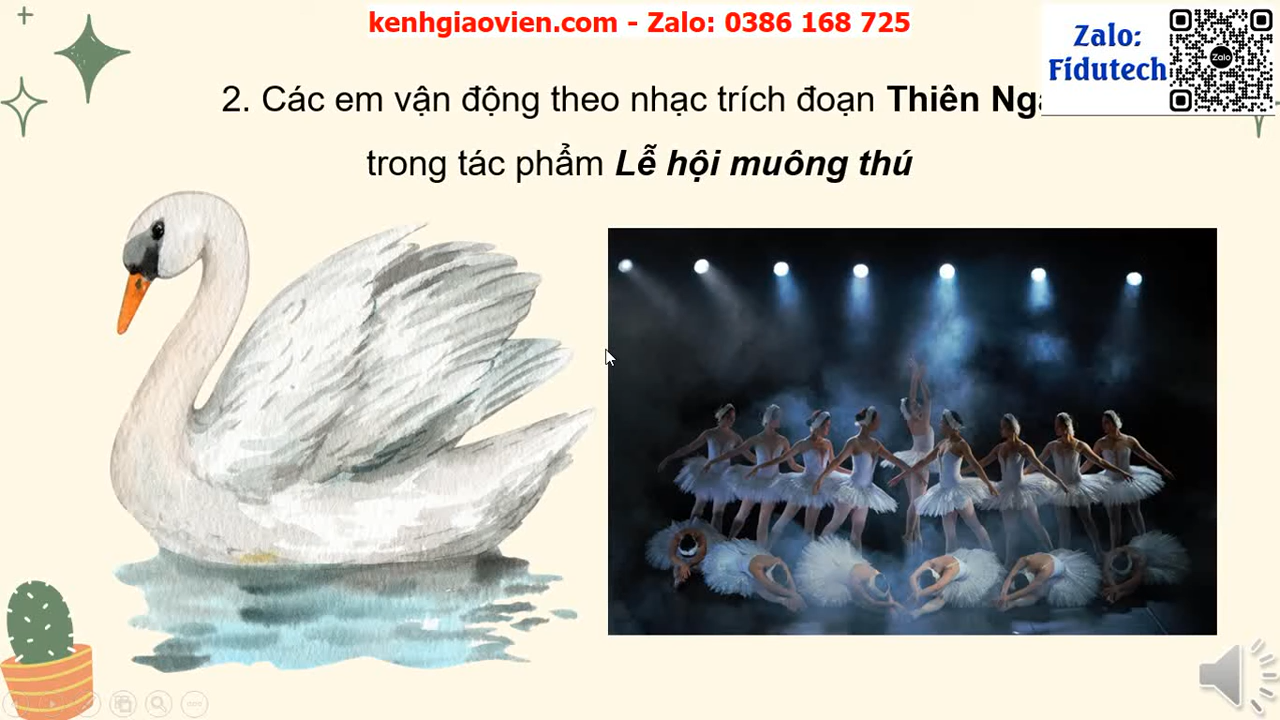 kenhgiaovien.com - Zalo: 0386 168 725
Zalo:
Fidutech
Zalo
2. Các em vận động theo nhạc trích đoạn Thiên
trong tác phẩm Lễ hội muông thú